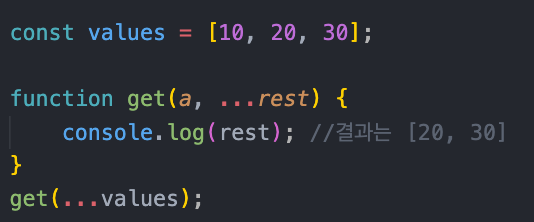 const values = [10, 20, 30];
function get(a, ...rest) {
console.log(rest); //결과는 [20, 30]
}
get(...values);